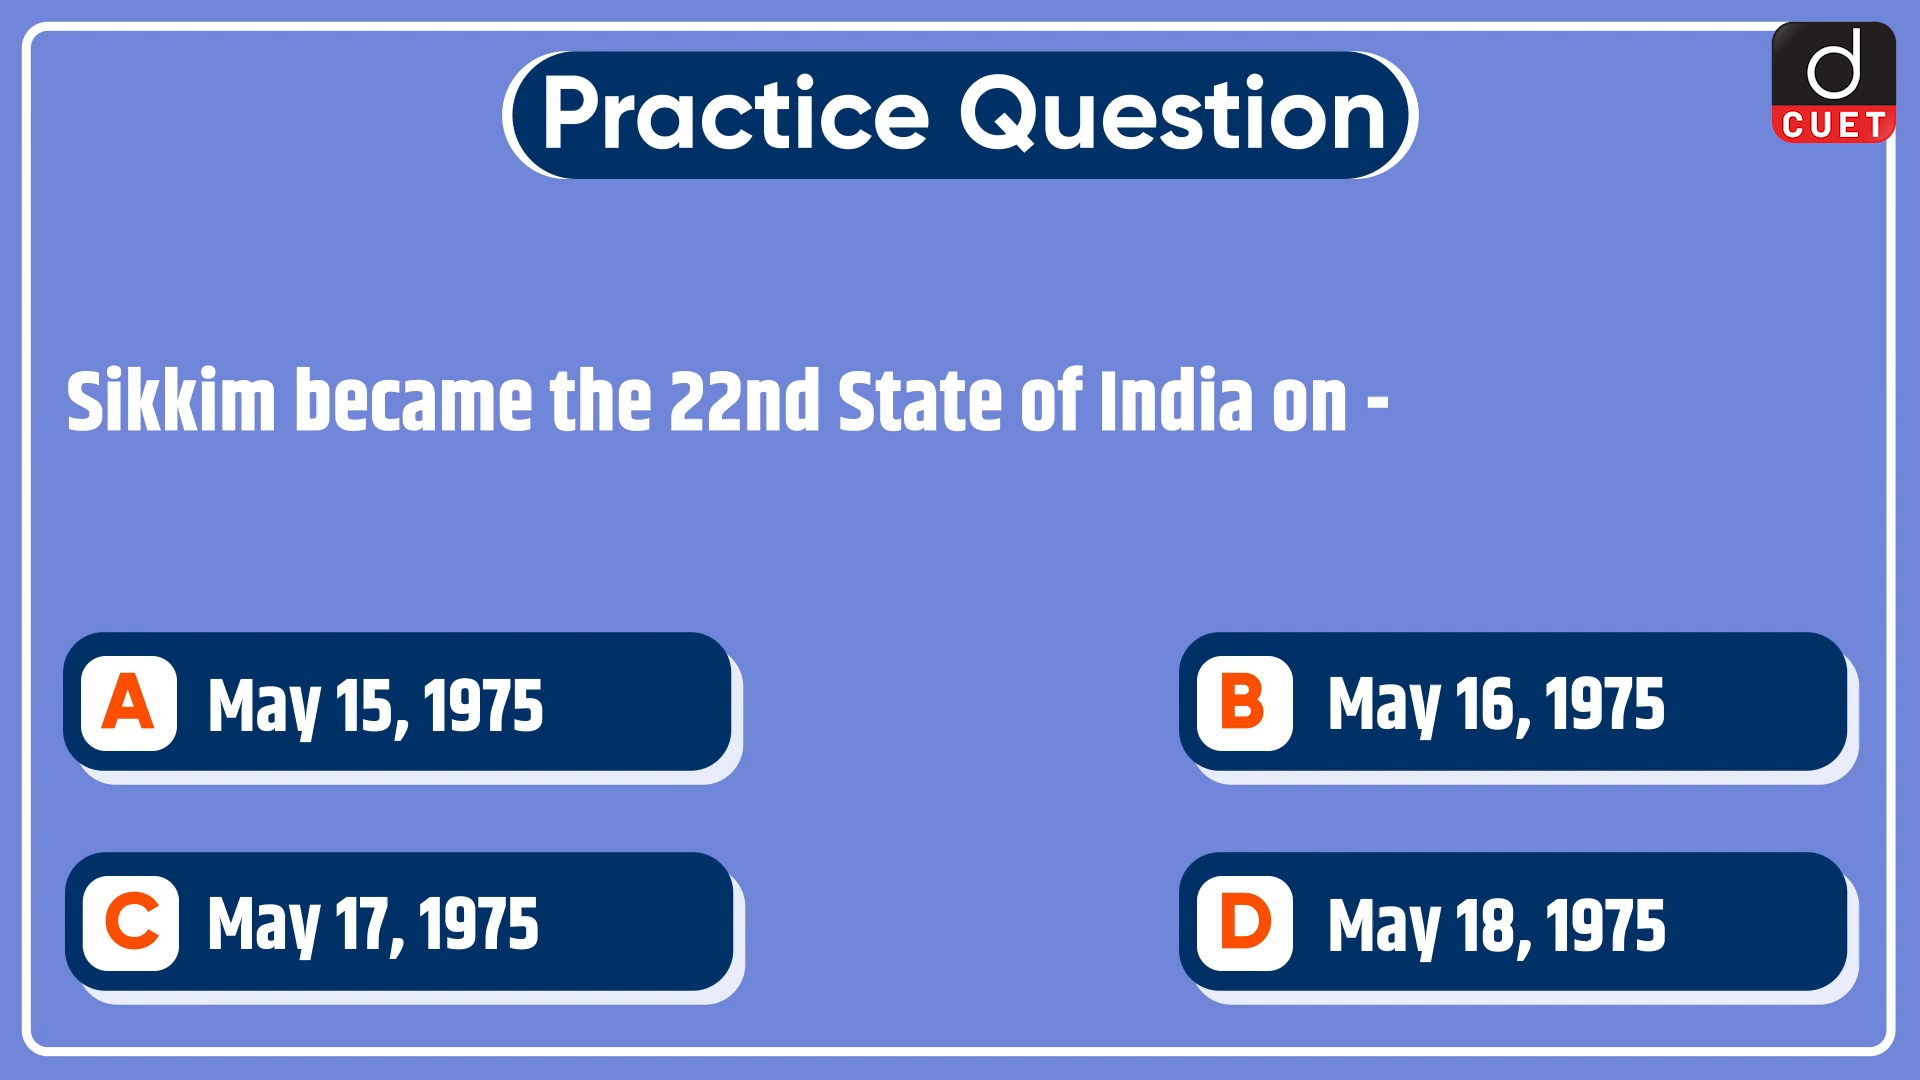 Practice Question
d
CUET
Sikkim became the 22nd State of India on -
A May 15, 1975
B May 16, 1975
C May 17, 1975
D May 18, 1975